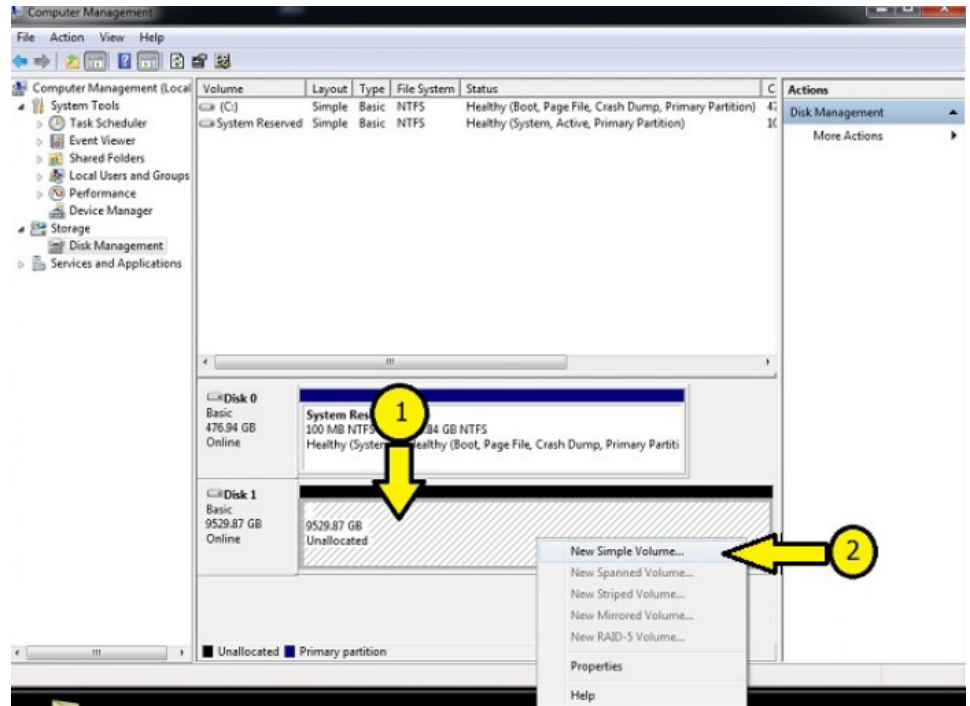 Computer Management
File Action View Help
Computer Management (Local
System Tools
Task Scheduler
Event Viewer
Shared Folders
Local Users and Groups
Performance
Device Manager
Storage
Disk Management
Services and Applications
Volume Layout Type File System Status C
(C:) Simple Basic NTFS Healthy (Boot, Page File, Crash Dump, Primary Partition)
System Reserved Simple Basic NTFS Healthy (System, Active, Primary Partition)
Actions
Disk Management
More Actions
Disk 0
Basic
476.94 GB
Online
System
100 MB NTFS GB NTFS
Healthy (System (Boot, Page File, Crash Dump, Primary Partiti
1
Disk 1
Basic
9529.87 GB
Online
9529.87 GB
Unallocated
New Simple Volume...
2
New Spanned Volume...
New Striped Volume...
New Mirrored Volume...
New RAID-5 Volume...
Properties
Help
Unallocated Primary partition